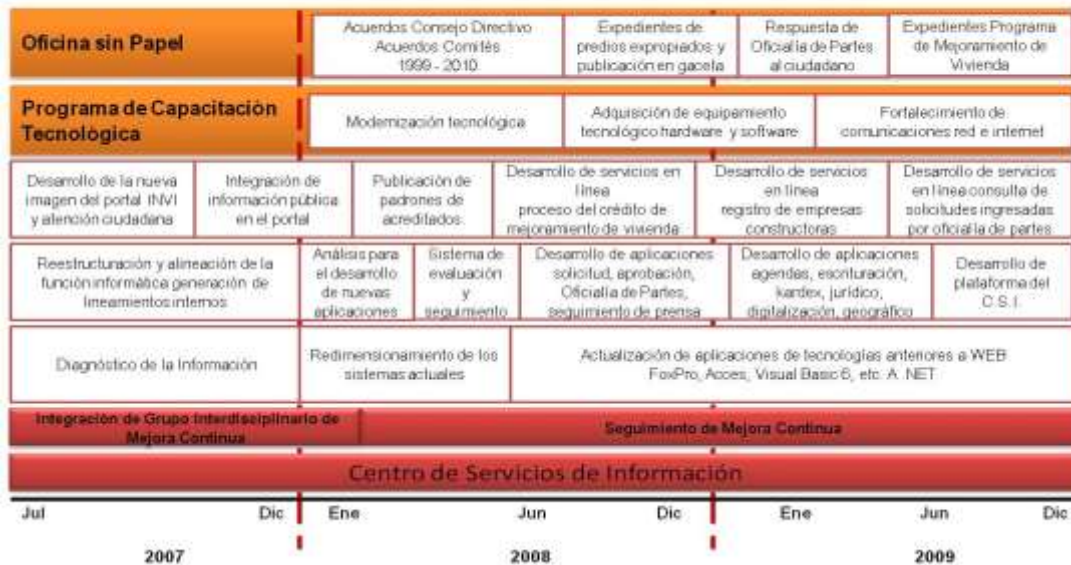 Oficina sin Papel
Acuerdos Consejo Directivo
Acuerdos Comités
1999 - 2010
Expedientes de
predios expropiados y
publicación en gaceta
Respuesta de
Oficialía de Partes
al ciudadano
Expedientes Programa
de Mejoramiento de
Vivienda
Programa de Capacitación
Tecnológica
Modernización tecnológica
Adquisición de equipamiento
tecnológico hardware y software
Fortalecimiento de
comunicaciones red e internet
Desarrollo de la nueva
imagen del portal INVI
y atención ciudadana
Integración de
información pública
en el portal
Publicación de
padrones de
acreditados
Desarrollo de servicios en
línea
proceso del crédito de
mejoramiento de vivienda
Desarrollo de servicios
en línea
registro de empresas
constructoras
Desarrollo de servicios
en línea consulta de
solicitudes ingresadas
por oficialía de partes
Reestructuración y alineación de la
función informática generación de
lineamientos internos
Análisis para
el desarrollo
de nuevas
aplicaciones
Sistema de
evaluación
y
seguimiento
Desarrollo de aplicaciones
solicitud, aprobación,
Oficialía de Partes,
seguimiento de prensa
Desarrollo de aplicaciones
agendas, escrituración,
kardex, jurídico,
digitalización, geográfico
Desarrollo de
plataforma del
C.S.I.
Diagnóstico de la Información
Redimensionamiento de los
sistemas actuales
Actualización de aplicaciones de tecnologías anteriores a WEB
FoxPro, Acces, Visual Basic 6, etc. A .NET
Integración de Grupo Interdisciplinario de
Mejora Continua
Seguimiento de Mejora Continua
Centro de Servicios de Información
Jul Dic Ene Jun Dic Ene Jun Dic
2007 2008 2009